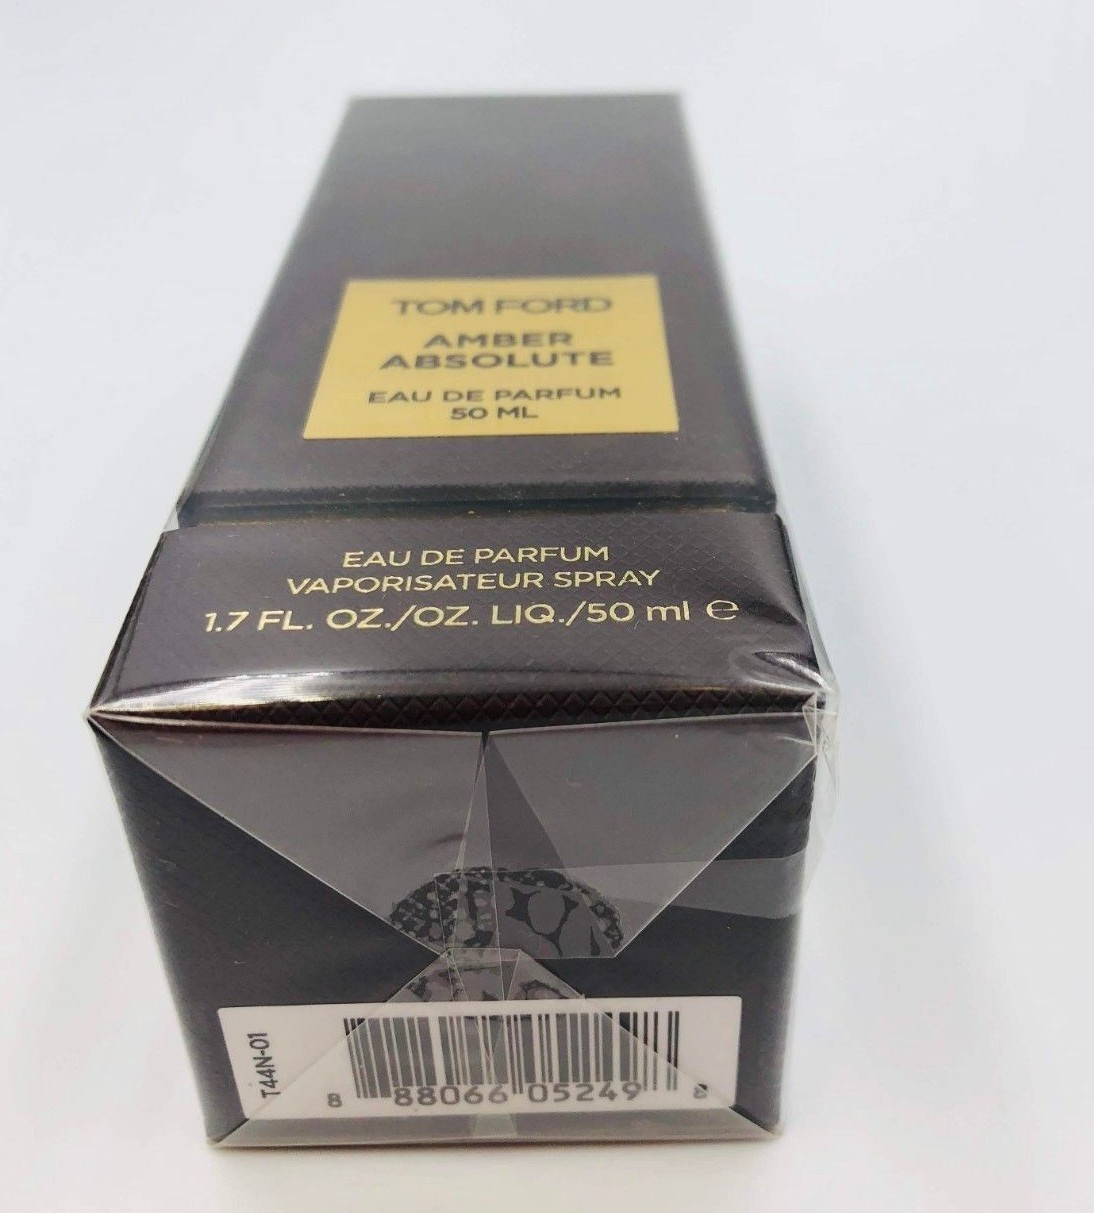 TOM FORD
AMBER
ABSOLUTE
EAU DE PARFUM
50 ML
EAU DE PARFUM
VAPORISATEUR SPRAY
1.7 FL. OZ./OZ. LIQ./50 ml ℮
T44N-01
8 88066 05249